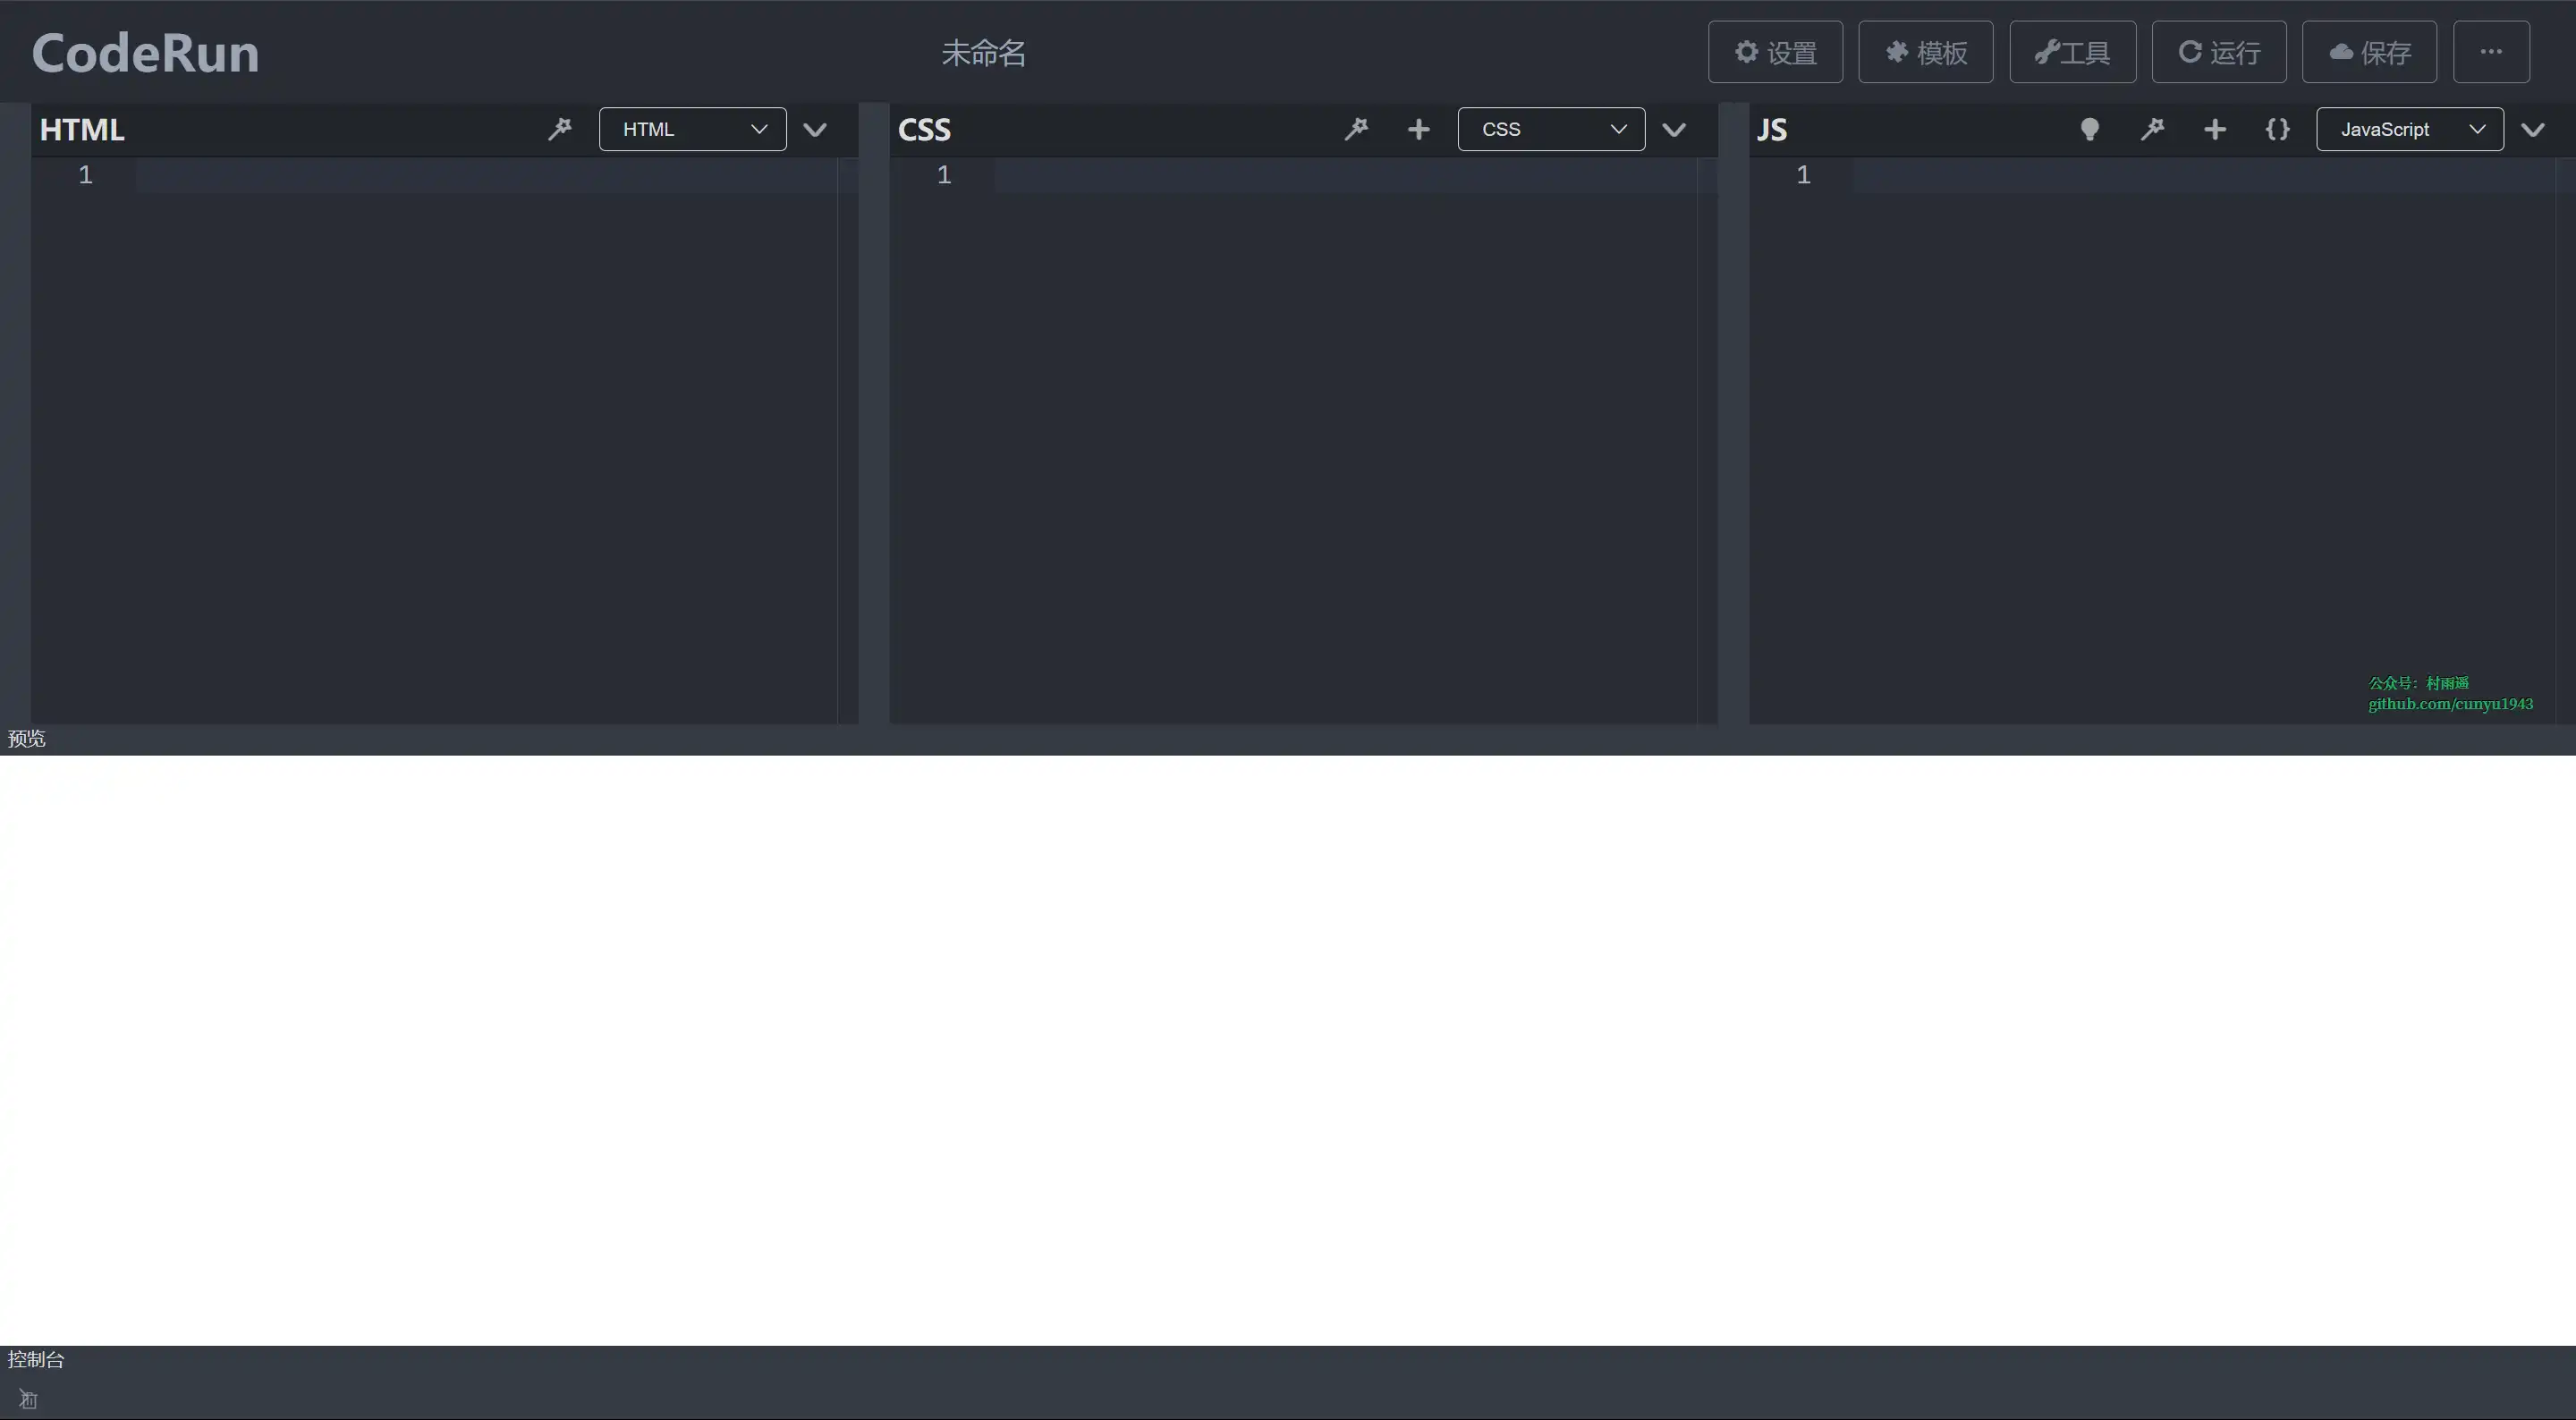 CodeRun
未命名
设置
模板
工具
运行
保存
HTML
HTML
CSS
CSS
JS
JavaScript
1
1
1
公众号：村雨遥
github.com/cunyu1943
预览
控制台